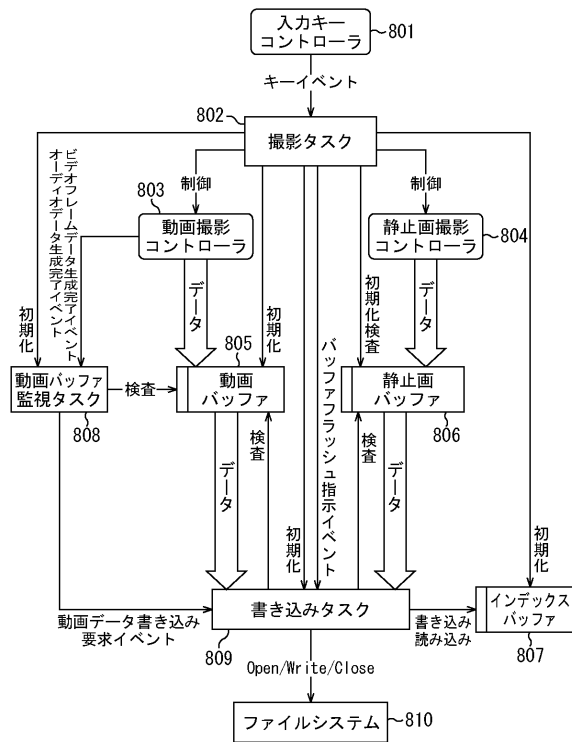 入力キー
コントローラ
801
キーイベント
802
撮影タスク
制御
制御
803
動画撮影
コントローラ
静止画撮影
コントローラ
804
ビデオフレームデータ生成完了イベント
オーディオデータ生成完了イベント
初期化
データ
初期化
初期化検査
データ
805
動画バッファ
監視タスク
808
検査
動画
バッファ
静止画
バッファ
806
バッファフラッシュ指示イベント
データ
検査
初期化
検査
データ
初期化
動画データ書き込み
要求イベント
書き込みタスク
809
書き込み
読み込み
インデックス
バッファ
807
Open/Write/Close
ファイルシステム
810